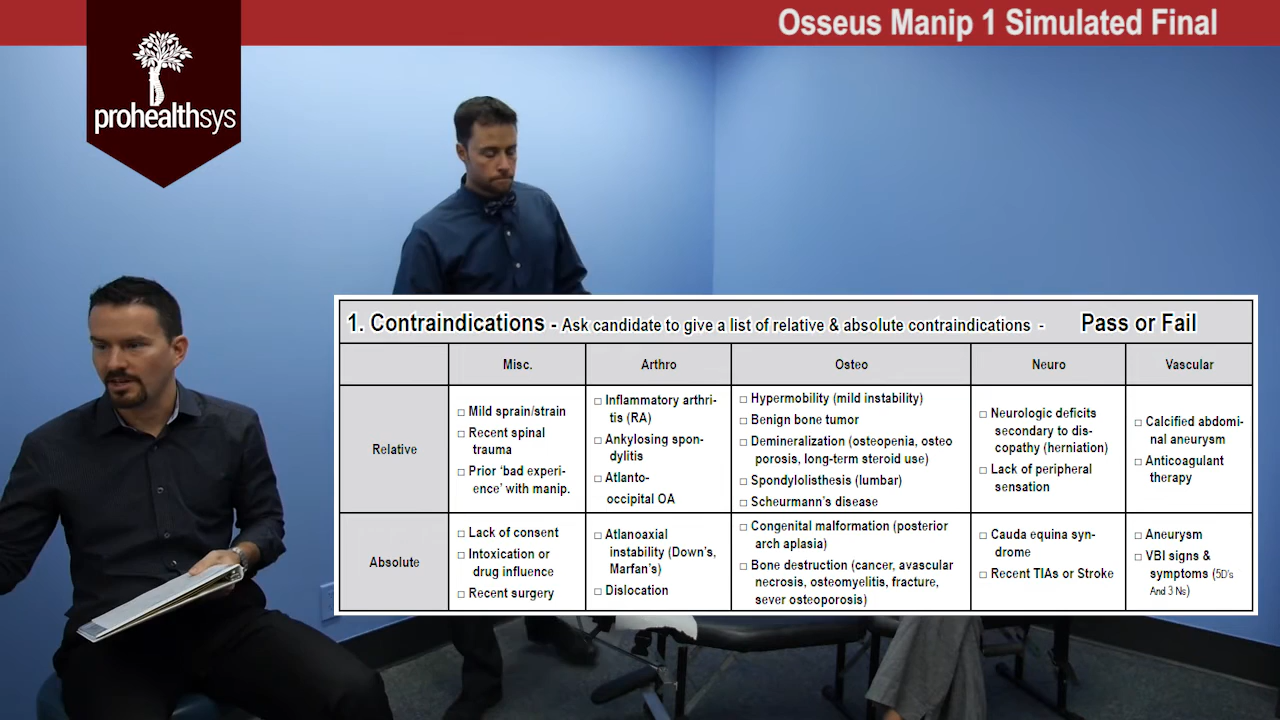 Osseus Manip 1 Simulated Final
prohealthsys
1. Contraindications - Ask candidate to give a list of relative & absolute contraindications - Pass or Fail
Misc. Arthro Osteo Neuro Vascular
Relative
□ Mild sprain/strain
□ Recent spinal
trauma
□ Prior ‘bad experi-
ence’ with manip.
□ Inflammatory arthri-
tis (RA)
□ Ankylosing spon-
dylitis
□ Atlanto-
occipital OA
□ Hypermobility (mild instability)
□ Benign bone tumor
□ Demineralization (osteopenia, osteo
porosis, long-term steroid use)
□ Spondylolisthesis (lumbar)
□ Scheurmann’s disease
□ Neurologic deficits
secondary to dis-
copathy (herniation)
□ Lack of peripheral
sensation
□ Calcified abdomi-
nal aneurysm
□ Anticoagulant
therapy
Absolute
□ Lack of consent
□ Intoxication or
drug influence
□ Recent surgery
□ Atlanoaxial
instability (Down’s,
Marfan’s)
□ Dislocation
□ Congenital malformation (posterior
arch aplasia)
□ Bone destruction (cancer, avascular
necrosis, osteomyelitis, fracture,
sever osteoporosis)
□ Cauda equina syn-
drome
□ Recent TIAs or Stroke
□ Aneurysm
□ VBI signs &
symptoms (5D’s
And 3 Ns)